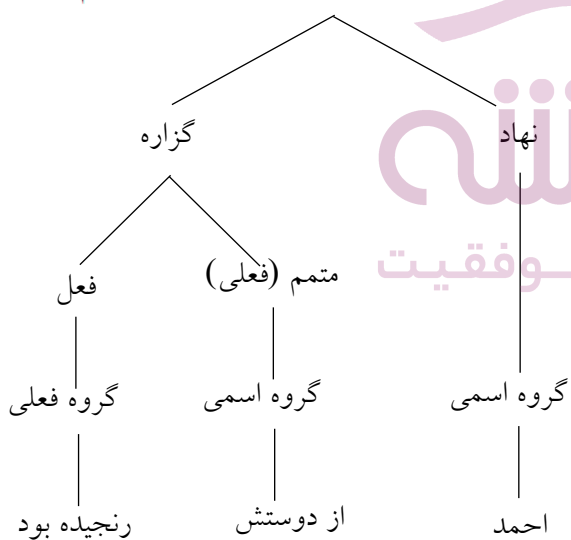 نهاد گزاره
متمم (فعلی) فعل
گروه اسمی گروه اسمی گروه فعلی
احمد از دوستش رنجیده بود